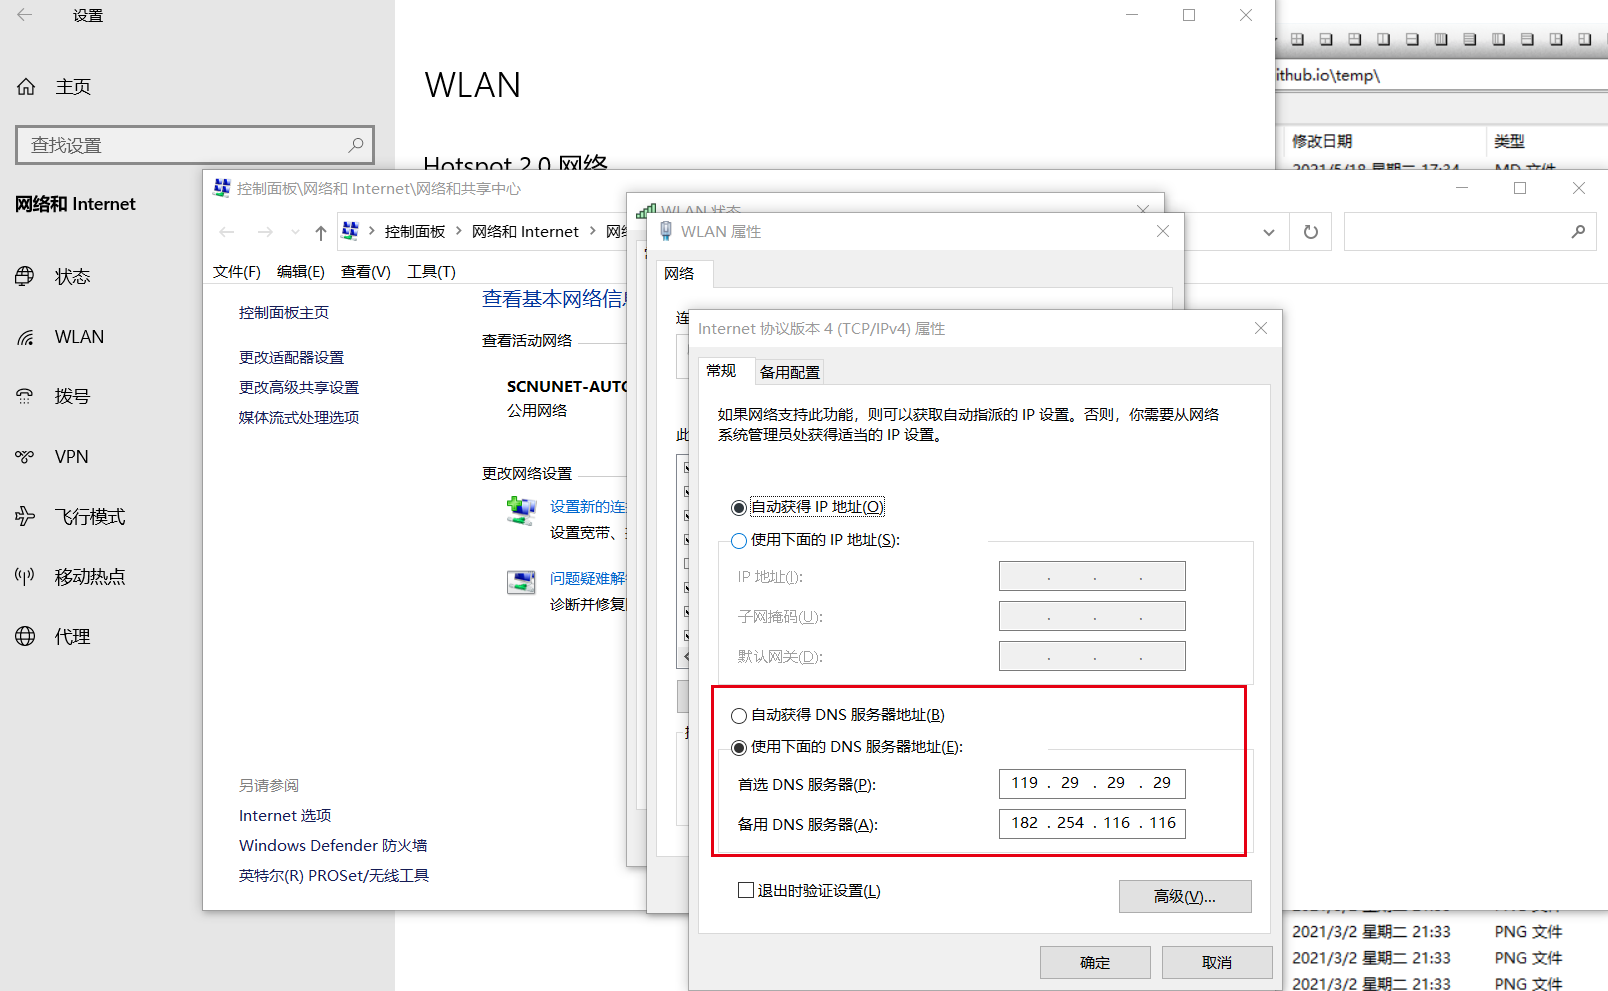 设置
主页
查找设置
网络和 Internet
状态
WLAN
拨号
VPN
飞行模式
移动热点
代理
WLAN
Hotspot 2.0 网络
ithub.io\temp\
修改日期
类型
2021/5/18 星期二 17:34
MD 文件
控制面板\网络和 Internet\网络和共享中心
控制面板
网络和 Internet
文件(F)
编辑(E)
查看(V)
工具(T)
控制面板主页
更改适配器设置
更改高级共享设置
媒体流式处理选项
另请参阅
Internet 选项
Windows Defender 防火墙
英特尔(R) PROSet/无线工具
查看基本网络信
查看活动网络
SCNUNET-AUTO
公用网络
更改网络设置
设置新的连
设置宽带、
问题疑难解
诊断并修复
WLAN 状态
WLAN 属性
网络
Internet 协议版本 4 (TCP/IPv4) 属性
常规
备用配置
如果网络支持此功能，则可以获取自动指派的 IP 设置。否则，你需要从网络
系统管理员处获得适当的 IP 设置。
自动获得 IP 地址(O)
使用下面的 IP 地址(S):
IP 地址(I):
子网掩码(U):
默认网关(D):
自动获得 DNS 服务器地址(B)
使用下面的 DNS 服务器地址(E):
首选 DNS 服务器(P):
119 . 29 . 29 . 29
备用 DNS 服务器(A):
182 . 254 . 116 . 116
退出时验证设置(L)
高级(V)...
确定
取消
2021/3/2 星期二 21:33
PNG 文件
2021/3/2 星期二 21:33
PNG 文件
2021/3/2 星期二 21:33
PNG 文件